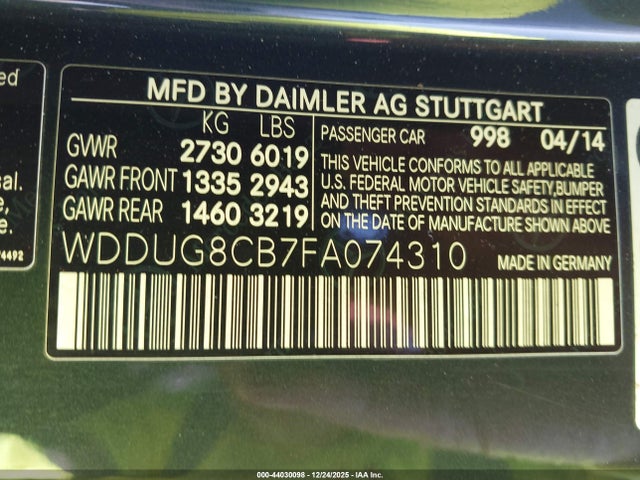 MFD BY DAIMLER AG STUTTGART
KG LBS
GVWR 2730 6019
GAWR FRONT 1335 2943
GAWR REAR 1460 3219
PASSENGER CAR 998 04/14
THIS VEHICLE CONFORMS TO ALL APPLICABLE
U.S. FEDERAL MOTOR VEHICLE SAFETY,BUMPER
AND THEFT PREVENTION STANDARDS IN EFFECT
ON THE DATE OF MANUFACTURE SHOWN ABOVE
WDDUG8CB7FA074310 MADE IN GERMANY
000-44030098 - 12/24/2025 - IAA Inc.